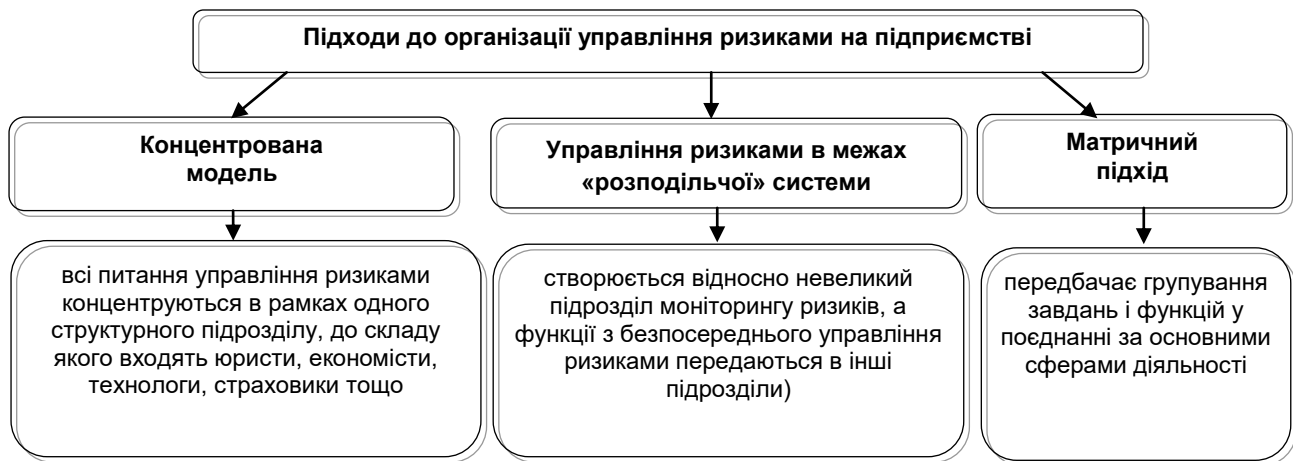 Підходи до організації управління ризиками на підприємстві
Концентрована
модель
всі питання управління ризиками
концентруються в рамках одного
структурного підрозділу, до складу
якого входять юристи, економісти,
технологи, страховики тощо
Управління ризиками в межах
«розподільчої» системи
створюється відносно невеликий
підрозділ моніторингу ризиків, а
функції з безпосереднього управління
ризиками передаються в інші
підрозділи)
Матричний
підхід
передбачає групування
завдань і функцій у
поєднанні за основними
сферами діяльності